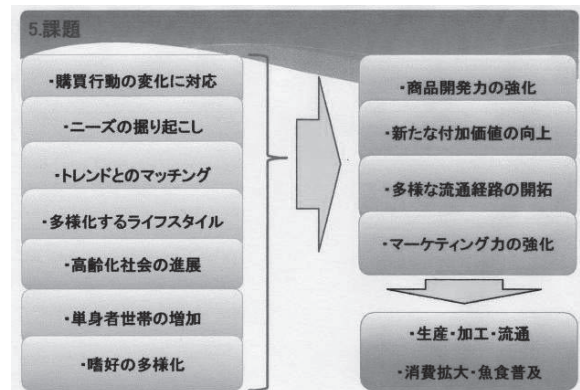 5.課題
・購買行動の変化に対応
・ニーズの掘り起こし
・トレンドとのマッチング
・多様化するライフスタイル
・高齢化社会の進展
・単身者世帯の増加
・嗜好の多様化
・商品開発力の強化
・新たな付加価値の向上
・多様な流通経路の開拓
・マーケティング力の強化
・生産・加工・流通
・消費拡大・魚食普及